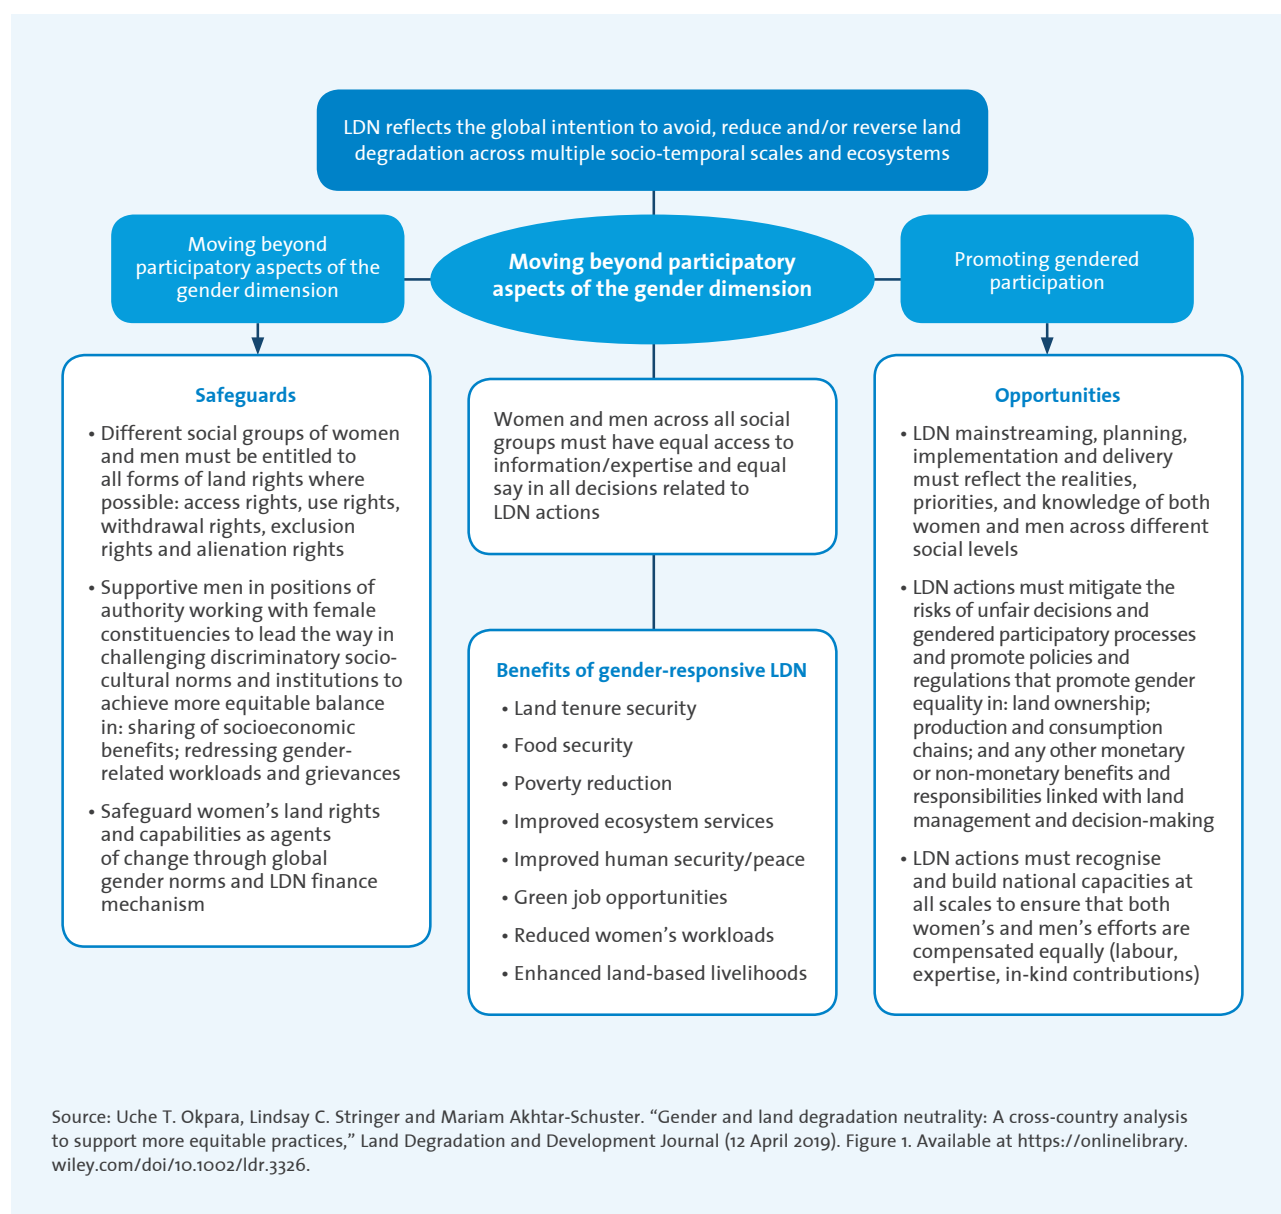 LDN reflects the global intention to avoid, reduce and/or reverse land
degradation across multiple socio-temporal scales and ecosystems
Moving beyond
participatory aspects of the
gender dimension
Moving beyond participatory
aspects of the gender dimension
Promoting gendered
participation
Safeguards
• Different social groups of women
and men must be entitled to
all forms of land rights where
possible: access rights, use rights,
withdrawal rights, exclusion
rights and alienation rights
• Supportive men in positions of
authority working with female
constituencies to lead the way in
challenging discriminatory socio-
cultural norms and institutions to
achieve more equitable balance
in: sharing of socioeconomic
benefits; redressing gender-
related workloads and grievances
• Safeguard women’s land rights
and capabilities as agents
of change through global
gender norms and LDN finance
mechanism
Women and men across all social
groups must have equal access to
information/expertise and equal
say in all decisions related to
LDN actions
Benefits of gender-responsive LDN
• Land tenure security
• Food security
• Poverty reduction
• Improved ecosystem services
• Improved human security/peace
• Green job opportunities
• Reduced women’s workloads
• Enhanced land-based livelihoods
Opportunities
• LDN mainstreaming, planning,
implementation and delivery
must reflect the realities,
priorities, and knowledge of both
women and men across different
social levels
• LDN actions must mitigate the
risks of unfair decisions and
gendered participatory processes
and promote policies and
regulations that promote gender
equality in: land ownership;
production and consumption
chains; and any other monetary
or non-monetary benefits and
responsibilities linked with land
management and decision-making
• LDN actions must recognise
and build national capacities at
all scales to ensure that both
women’s and men’s efforts are
compensated equally (labour,
expertise, in-kind contributions)
Source: Uche T. Okpara, Lindsay C. Stringer and Mariam Akhtar-Schuster. “Gender and land degradation neutrality: A cross-country analysis
to support more equitable practices,” Land Degradation and Development Journal (12 April 2019). Figure 1. Available at https://onlinelibrary.
wiley.com/doi/10.1002/ldr.3326.